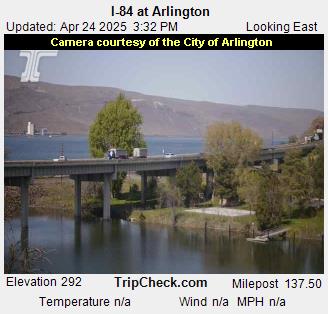 I-84 at Arlington
Updated: Apr 24 2025 3:32 PM Looking East
Camera courtesy of the City of Arlington
Elevation 292 TripCheck.com Milepost 137.50
Temperature n/a Wind n/a MPH n/a